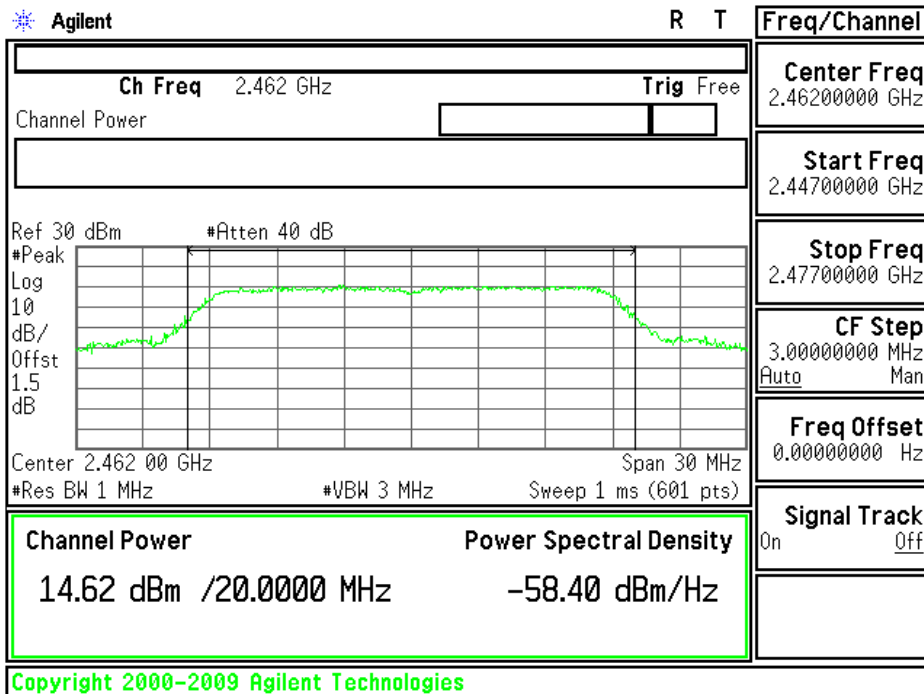 Agilent R T Freq/Channel
Ch Freq 2.462 GHz Trig Free
Channel Power
Center Freq
2.46200000 GHz
Start Freq
2.44700000 GHz
Stop Freq
2.47700000 GHz
CF Step
3.00000000 MHz
Auto Man
Freq Offset
0.00000000 Hz
Signal Track
On Off
Ref 30 dBm #Atten 40 dB
#Peak
Log
10
dB/
Offst
1.5
dB
Center 2.462 00 GHz Span 30 MHz
#Res BW 1 MHz #VBW 3 MHz Sweep 1 ms (601 pts)
Channel Power Power Spectral Density
14.62 dBm /20.0000 MHz -58.40 dBm/Hz
Copyright 2000-2009 Agilent Technologies